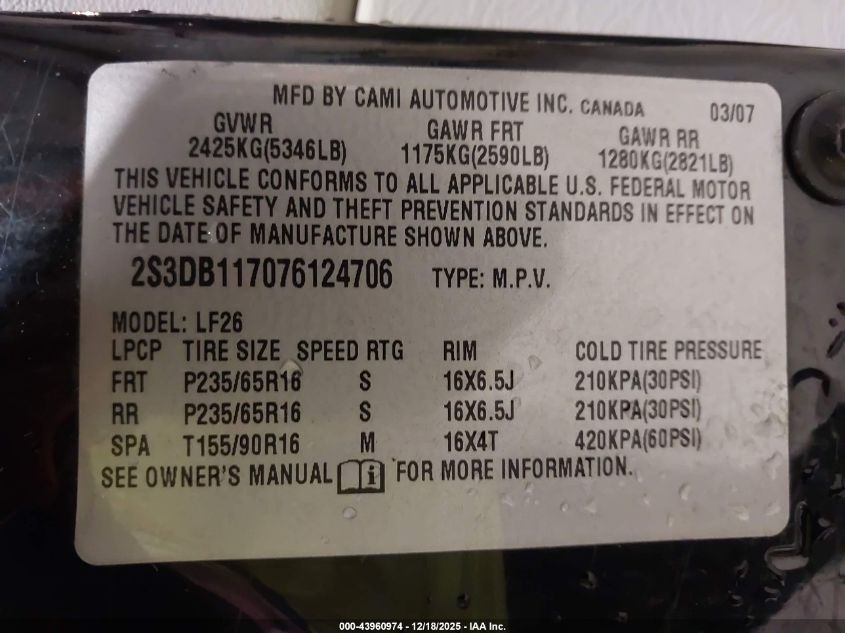 MFD BY CAMI AUTOMOTIVE INC. CANADA 03/07
GVWR GAWR FRT GAWR RR
2425KG(5346LB) 1175KG(2590LB) 1280KG(2821LB)
THIS VEHICLE CONFORMS TO ALL APPLICABLE U.S. FEDERAL MOTOR
VEHICLE SAFETY AND THEFT PREVENTION STANDARDS IN EFFECT ON
THE DATE OF MANUFACTURE SHOWN ABOVE.
2S3DB117076124706 TYPE: M.P.V.
MODEL: LF26
LPCP TIRE SIZE SPEED RTG RIM COLD TIRE PRESSURE
FRT P235/65R16 S 16X6.5J 210KPA(30PSI)
RR P235/65R16 S 16X6.5J 210KPA(30PSI)
SPA T155/90R16 M 16X4T 420KPA(60PSI)
SEE OWNER'S MANUAL FOR MORE INFORMATION.
000-43960974 - 12/18/2025 - IAA Inc.